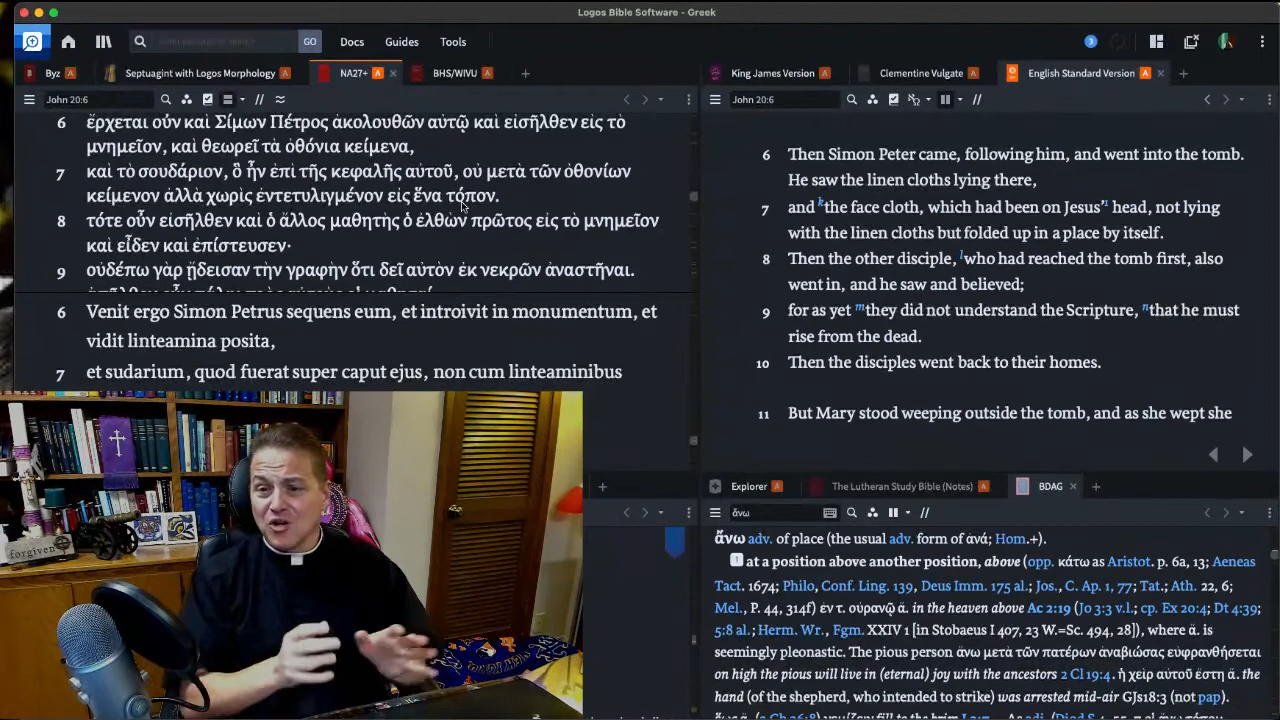 Logos Bible Software - Greek
GO
Docs
Guides
Tools
3
Byz A
Septuagint with Logos Morphology A
NA27+ A
BHS/WIVU A
King James Version A
Clementine Vulgate A
English Standard Version A
John 20:6
John 20:6
6 ἔρχεται οὖν καὶ Σίμων Πέτρος ἀκολουθῶν αὐτῷ καὶ εἰσῆλθεν εἰς τὸ
μνημεῖον, καὶ θεωρεῖ τὰ ὀθόνια κείμενα,
7 καὶ τὸ σουδάριον, ὃ ἦν ἐπὶ τῆς κεφαλῆς αὐτοῦ, οὐ μετὰ τῶν ὀθονίων
κείμενον ἀλλὰ χωρὶς ἐντετυλιγμένον εἰς ἕνα τόπον.
8 τότε οὖν εἰσῆλθεν καὶ ὁ ἄλλος μαθητὴς ὁ ἐλθὼν πρῶτος εἰς τὸ μνημεῖον
καὶ εἶδεν καὶ ἐπίστευσεν·
9 οὐδέπω γὰρ ᾔδεισαν τὴν γραφὴν ὅτι δεῖ αὐτὸν ἐκ νεκρῶν ἀναστῆναι.
6 Venit ergo Simon Petrus sequens eum, et introivit in monumentum, et
vidit linteamina posita,
7 et sudarium, quod fuerat super caput ejus, non cum linteaminibus
6 Then Simon Peter came, following him, and went into the tomb.
He saw the linen cloths lying there,
7 and k the face cloth, which had been on Jesus’ 1 head, not lying
with the linen cloths but folded up in a place by itself.
8 Then the other disciple, l who had reached the tomb first, also
went in, and he saw and believed;
9 for as yet m they did not understand the Scripture, n that he must
rise from the dead.
10 Then the disciples went back to their homes.
11 But Mary stood weeping outside the tomb, and as she wept she
Explorer A
The Lutheran Study Bible (Notes) A
BDAG
ἄνω
ἄνω adv. of place (the usual adv. form of ἀνά; Hom.+).
1 at a position above another position, above (opp. κάτω as Aristot. p. 6a, 13; Aeneas
Tact. 1674; Philo, Conf. Ling. 139, Deus Imm. 175 al.; Jos., C. Ap. 1, 77; Tat.; Ath. 22, 6;
Mel., P. 44, 314f) ἐν τ. οὐρανῷ ἄ. in the heaven above Ac 2:19 (Jo 3:3 v.l.; cp. Ex 20:4; Dt 4:39;
5:8 al.; Herm. Wr., Fgm. XXIV 1 [in Stobaeus I 407, 23 W.=Sc. 494, 28]), where ἄ. is
seemingly pleonastic. The pious person ἄνω μετὰ τῶν πατέρων ἀναβιώσας εὐφρανθήσεται
on high the pious will live in (eternal) joy with the ancestors 2 Cl 19:4. ἡ χεὶρ αὐτοῦ ἔστη ἄ. the
hand (of the shepherd, who intended to strike) was arrested mid-air GJs18:3 (not pap).
forgiven